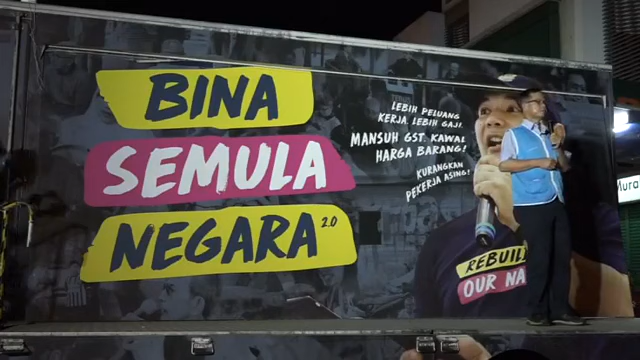 BINA
SEMULA
NEGARA 2.0
LEBIH PELUANG
KERJA, LEBIH GAJI!
MANSUH GST, KAWAL
HARGA BARANG!
KURANGKAN
PEKERJA ASING!
REBUIL
OUR NA